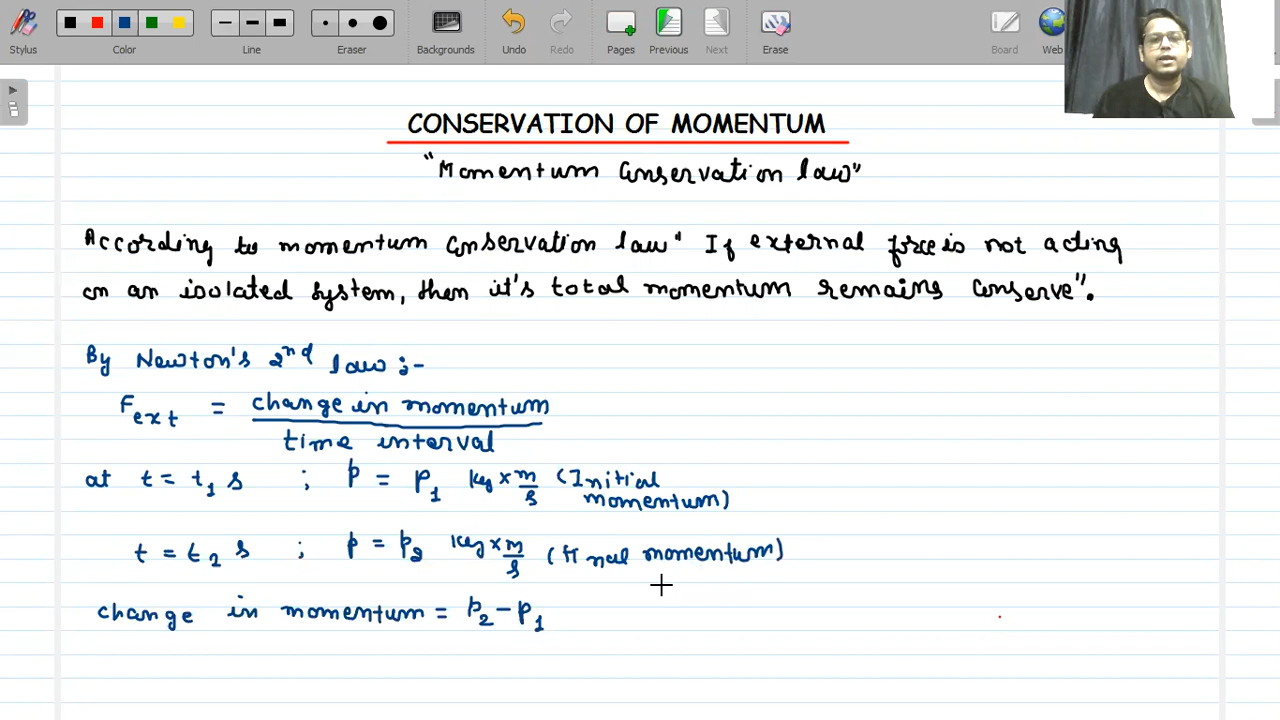 Stylus Color Line Eraser Backgrounds Undo Redo Pages Previous Next Erase Board Web
CONSERVATION OF MOMENTUM
"Momentum Conservation law"
According to momentum conservation law" If external force is not acting
on an isolated system, then it's total momentum remains conserve".
By Newton's 2nd law ;-
Fext = change in momentum
time interval
at t = t1 s ; p = p1 kg × m/s (Initial
momentum)
t = t2 s ; p = p2 kg × m/s (Final momentum)
change in momentum = p2 - p1